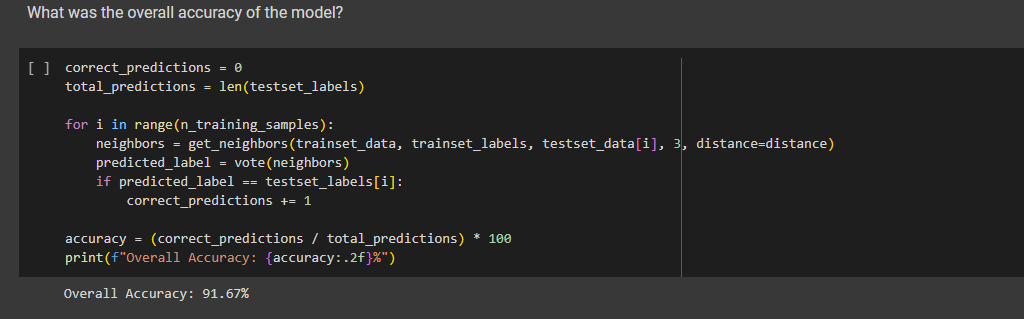 What was the overall accuracy of the model?
[ ] correct_predictions = 0
total_predictions = len(testset_labels)
for i in range(n_training_samples):
    neighbors = get_neighbors(trainset_data, trainset_labels, testset_data[i], 3, distance=distance)
    predicted_label = vote(neighbors)
    if predicted_label == testset_labels[i]:
        correct_predictions += 1
accuracy = (correct_predictions / total_predictions) * 100
print(f"Overall Accuracy: {accuracy:.2f}%")
Overall Accuracy: 91.67%